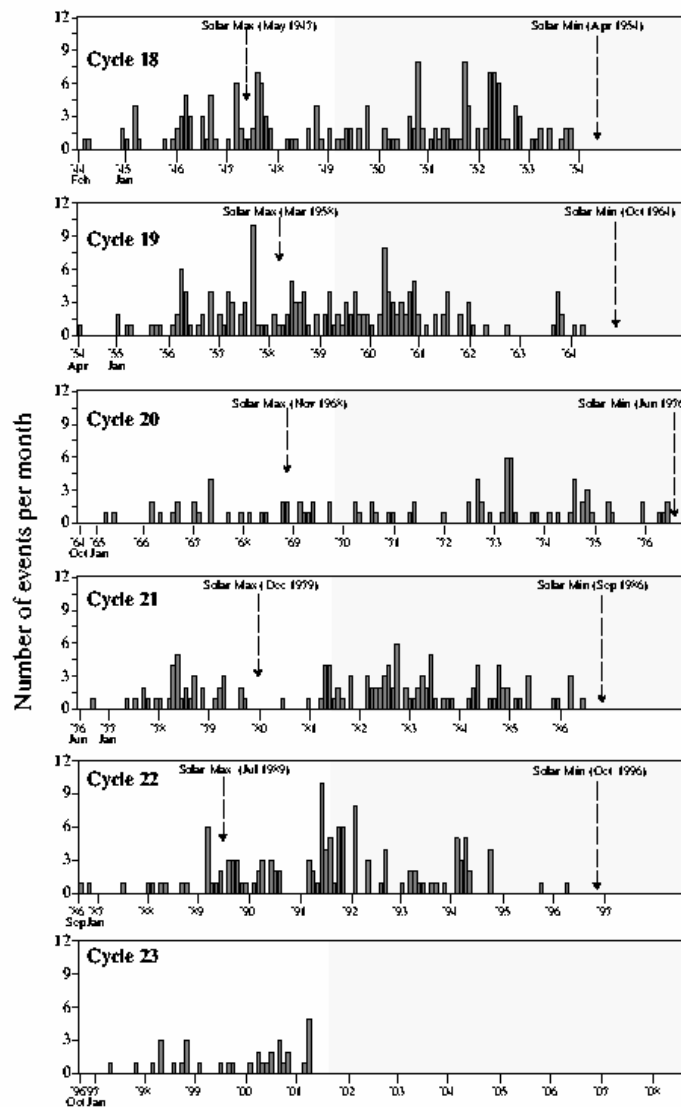 Number of events per month
12
Solar Max (May 1947)
Solar Min (Apr 1954)
Cycle 18
9
6
3
0
'44 '45 '46 '47 '48 '49 '50 '51 '52 '53 '54
Feb Jan
12
Solar Max (Mar 1958)
Solar Min (Oct 1964)
Cycle 19
9
6
3
0
'54 '55 '56 '57 '58 '59 '60 '61 '62 '63 '64
Apr Jan
12
Solar Max (Nov 1968)
Solar Min (Jun 1976
Cycle 20
9
6
3
0
'64 '65 '66 '67 '68 '69 '70 '71 '72 '73 '74 '75 '76
Oct Jan
12
Solar Max (Dec 1979)
Solar Min (Sep 1986)
Cycle 21
9
6
3
0
'76 '77 '78 '79 '80 '81 '82 '83 '84 '85 '86
Jun Jan
12
Solar Max (Jul 1989)
Solar Min (Oct 1996)
Cycle 22
9
6
3
0
'86 '87 '88 '89 '90 '91 '92 '93 '94 '95 '96 '97
Sep Jan
12
Cycle 23
9
6
3
0
'96 '97 '98 '99 '00 '01 '02 '03 '04 '05 '06 '07 '08
Oct Jan